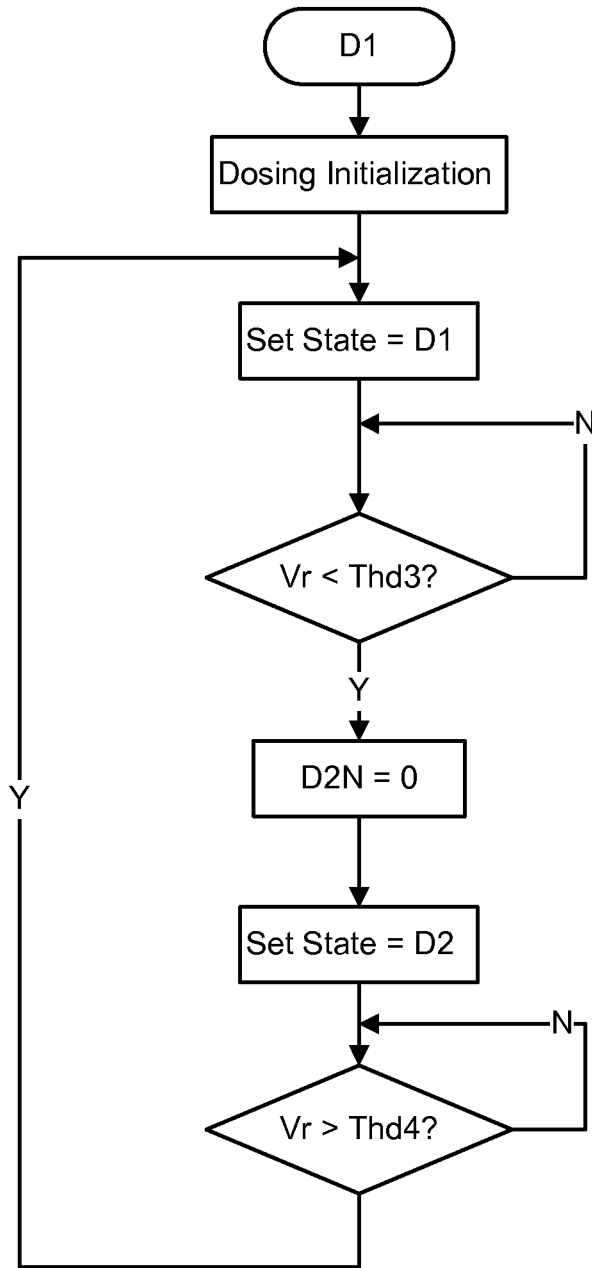 D1
Dosing Initialization
Set State = D1
N
Vr < Thd3?
Y
D2N = 0
Y
Set State = D2
N
Vr > Thd4?